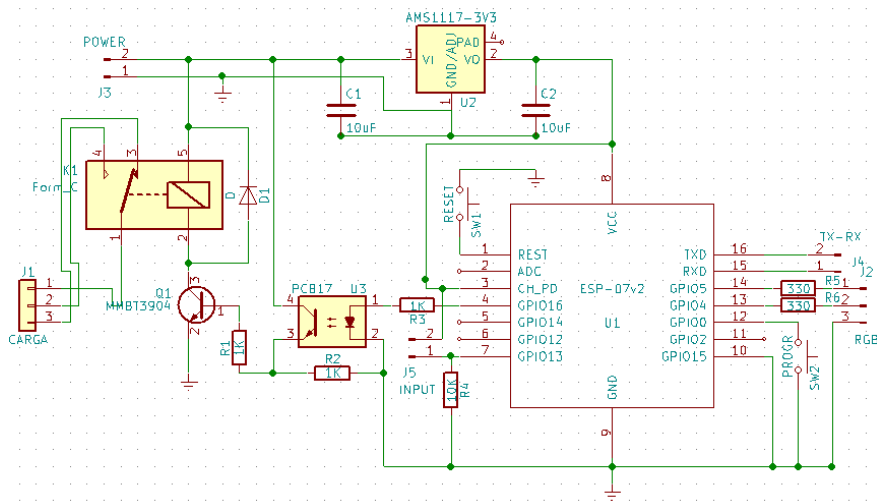 AMS1117-3V3
POWER
2
1
J3
3
VI
PAD
4
VO
2
GND/ADJ
1
U2
C1
10uF
C2
10uF
K1
Form_C
4
3
5
1
2
D
D1
J1
1
2
3
CARGA
Q1
MMBT3904
3
1
2
R1
1K
PCB17
U3
4
3
1
2
R2
1K
1K
R3
2
1
J5
INPUT
10K
R4
RESET
SW1
8
VCC
1
REST
2
ADC
3
CH_PD
4
GPIO16
5
GPIO14
6
GPIO12
7
GPIO13
ESP-07v2
U1
TXD
16
RXD
15
GPIO5
14
GPIO4
13
GPIO0
12
GPIO2
11
GPIO15
10
GND
9
TX-RX
2
1
J4
J2
330
R5
1
330
R6
2
3
RGB
PROGR
SW2